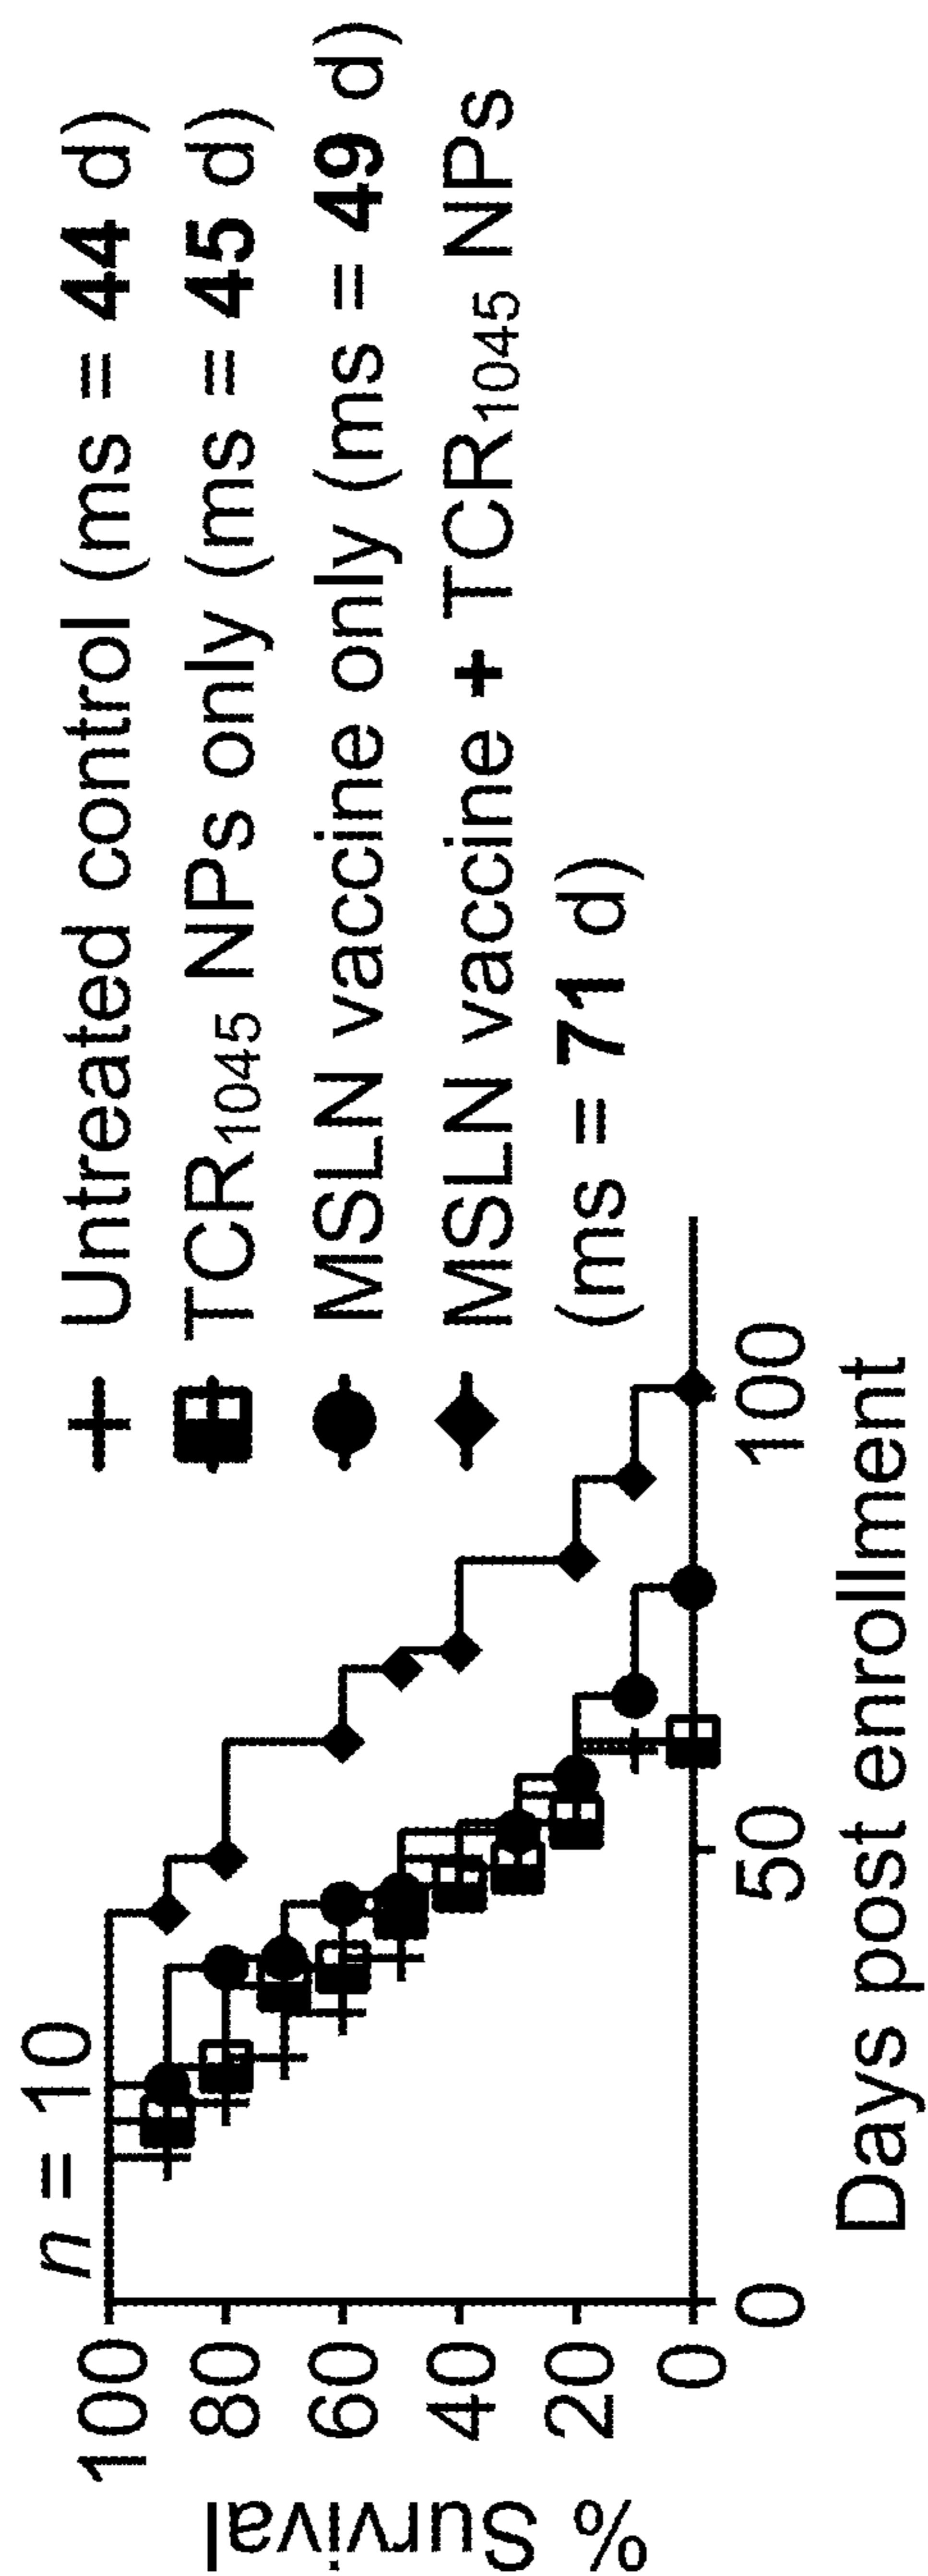 n = 10
% Survival
100
80
60
40
20
0
0
50
100
Days post enrollment
Untreated control (ms = 44 d)
TCR₁₀₄₅ NPs only (ms = 45 d)
MSLN vaccine only (ms = 49 d)
MSLN vaccine + TCR₁₀₄₅ NPs
(ms = 71 d)